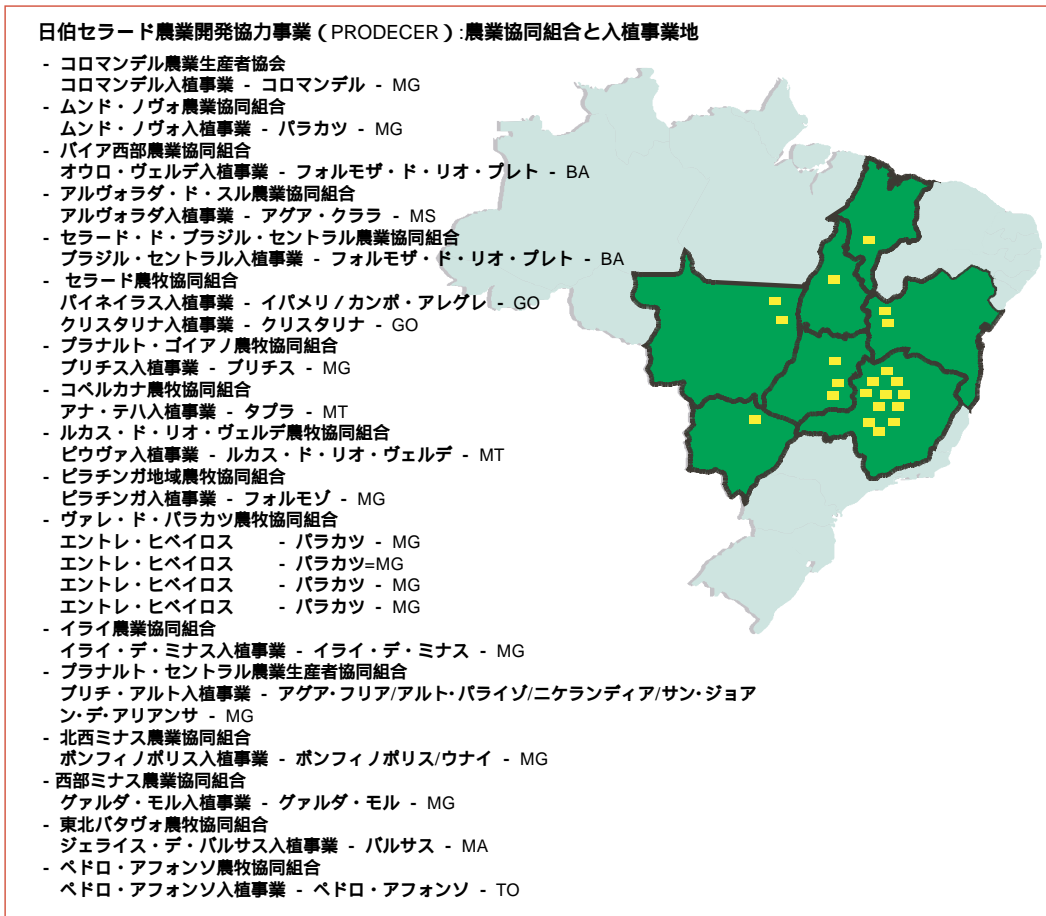 日伯セラード農業開発協力事業（PRODECER）:農業協同組合と入植事業地
- コロマンデル農業生産者協会
コロマンデル入植事業 - コロマンデル - MG
- ムンド・ノヴォ農業協同組合
ムンド・ノヴォ入植事業 - パラカツ - MG
- バイア西部農業協同組合
オウロ・ヴェルデ入植事業 - フォルモザ・ド・リオ・プレト - BA
- アルヴォラダ・ド・スル農業協同組合
アルヴォラダ入植事業 - アグア・クララ - MS
- セラード・ド・ブラジル・セントラル農業協同組合
ブラジル・セントラル入植事業 - フォルモザ・ド・リオ・プレト - BA
- セラード農牧協同組合
パイネイラス入植事業 - イパメリ / カンポ・アレグレ - GO
クリスタリナ入植事業 - クリスタリナ - GO
- プラナルト・ゴイアノ農牧協同組合
ブリチス入植事業 - ブリチス - MG
- コペルカナ農牧協同組合
アナ・テハ入植事業 - タプラ - MT
- ルカス・ド・リオ・ヴェルデ農牧協同組合
ピウヴァ入植事業 - ルカス・ド・リオ・ヴェルデ - MT
- ピラチンガ地域農牧協同組合
ピラチンガ入植事業 - フォルモゾ - MG
- ヴァレ・ド・パラカツ農牧協同組合
エントレ・ヒベイロス - パラカツ - MG
エントレ・ヒベイロス - パラカツ=MG
エントレ・ヒベイロス - パラカツ - MG
エントレ・ヒベイロス - パラカツ - MG
- イライ農業協同組合
イライ・デ・ミナス入植事業 - イライ・デ・ミナス - MG
- プラナルト・セントラル農業生産者協同組合
ブリチ・アルト入植事業 - アグア・フリア/アルト・パライゾ/ニケランディア/サン・ジョア
ン・デ・アリアンサ - MG
- 北西ミナス農業協同組合
ボンフィノポリス入植事業 - ボンフィノポリス/ウナイ - MG
- 西部ミナス農業協同組合
グァルダ・モル入植事業 - グァルダ・モル - MG
- 東北バタヴォ農牧協同組合
ジェライス・デ・バルサス入植事業 - バルサス - MA
- ペドロ・アフォンソ農牧協同組合
ペドロ・アフォンソ入植事業 - ペドロ・アフォンソ - TO